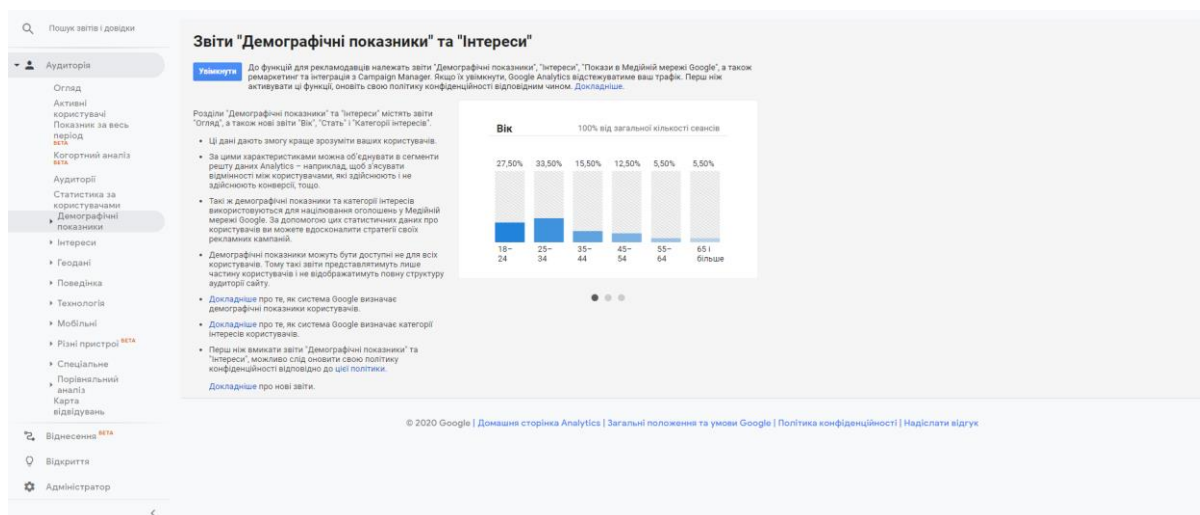 Пошук звітів і довідки
Аудиторія
Огляд
Активні
користувачі
Показник за весь
період
БЕТА
Когортний аналіз
БЕТА
Аудиторії
Статистика за
користувачами
Демографічні
показники
Інтереси
Геодані
Поведінка
Технологія
Мобільні
Різні пристрої БЕТА
Спеціальне
Порівняльний
аналіз
Карта
відвідувань
Віднесення БЕТА
Відкриття
Адміністратор
Звіти "Демографічні показники" та "Інтереси"
Увімкнути
До функцій для рекламодавців належать звіти "Демографічні показники", "Інтереси", "Покази в Медійній мережі Google", а також
ремаркетинг та інтеграція з Campaign Manager. Якщо їх увімкнути, Google Analytics відстежуватиме ваш трафік. Перш ніж
активувати ці функції, оновіть свою політику конфіденційності відповідним чином. Докладніше.
Розділи "Демографічні показники" та "Інтереси" містять звіти
"Огляд", а також нові звіти "Вік", "Стать" і "Категорії інтересів".
• Ці дані дають змогу краще зрозуміти ваших користувачів.
• За цими характеристиками можна об'єднувати в сегменти
решту даних Analytics – наприклад, щоб з'ясувати
відмінності між користувачами, які здійснюють і не
здійснюють конверсії, тощо.
• Такі ж демографічні показники та категорії інтересів
використовуються для націлювання оголошень у Медійній
мережі Google. За допомогою цих статистичних даних про
користувачів ви можете вдосконалити стратегії своїх
рекламних кампаній.
• Демографічні показники можуть бути доступні не для всіх
користувачів. Тому такі звіти представлятимуть лише
частину користувачів і не відображатимуть повну структуру
аудиторії сайту.
• Докладніше про те, як система Google визначає
демографічні показники користувачів.
• Докладніше про те, як система Google визначає категорії
інтересів користувачів.
• Перш ніж вмикати звіти "Демографічні показники" та
"Інтереси", можливо слід оновити свою політику
конфіденційності відповідно до цієї політики.
Докладніше про нові звіти.
Вік 100% від загальної кількості сеансів
27,50% 33,50% 15,50% 12,50% 5,50% 5,50%
18– 25– 35– 45– 55– 65 і
24 34 44 54 64 більше
© 2020 Google | Домашня сторінка Analytics | Загальні положення та умови Google | Політика конфіденційності | Надіслати відгук